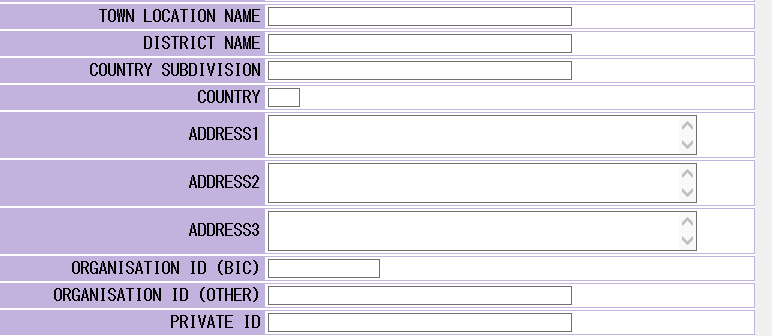 TOWN LOCATION NAME
DISTRICT NAME
COUNTRY SUBDIVISION
COUNTRY
ADDRESS1
ADDRESS2
ADDRESS3
ORGANISATION ID (BIC)
ORGANISATION ID (OTHER)
PRIVATE ID